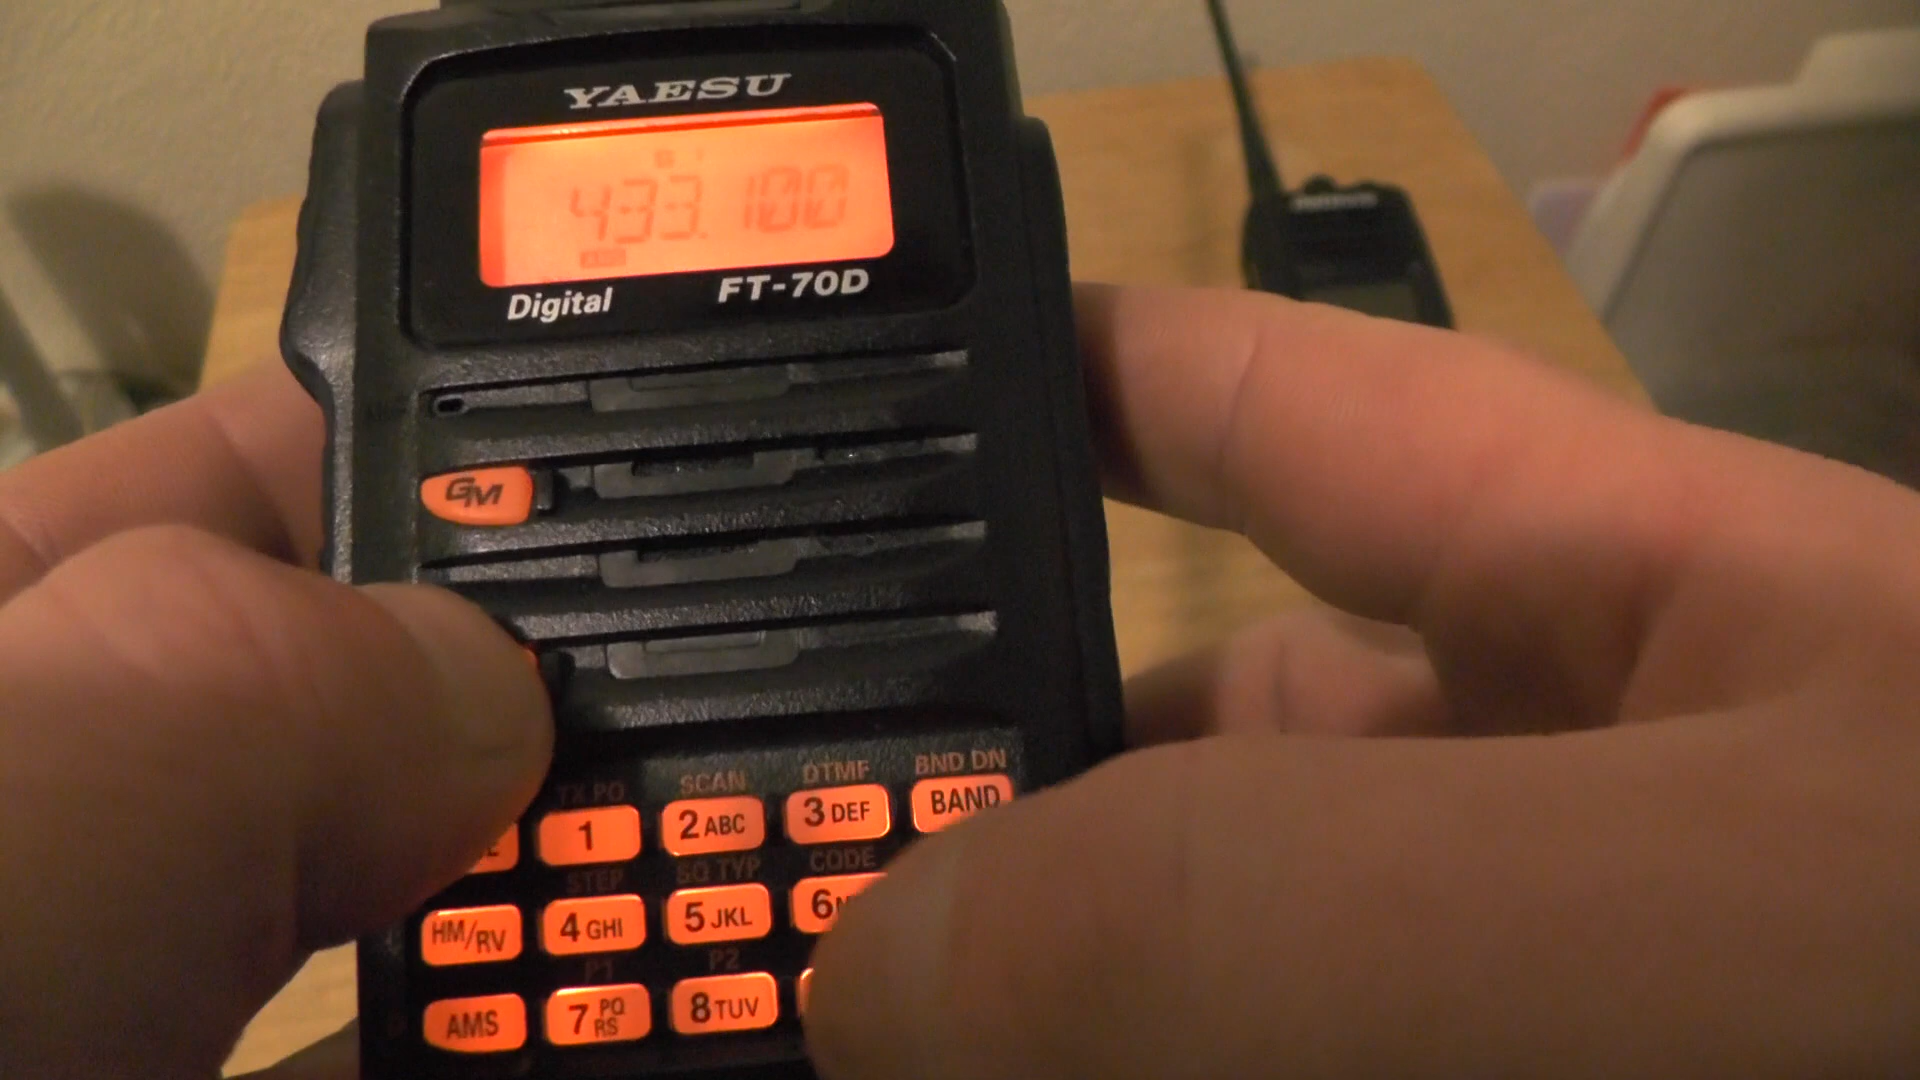 YAESU
433.100
Digital FT-70D
GM
TX PO SCAN DTMF BND DN
1 2 ABC 3 DEF BAND
STEP SQ TYP CODE
HM/RV 4 GHI 5 JKL 6
P1 P2
AMS 7 PQRS 8 TUV